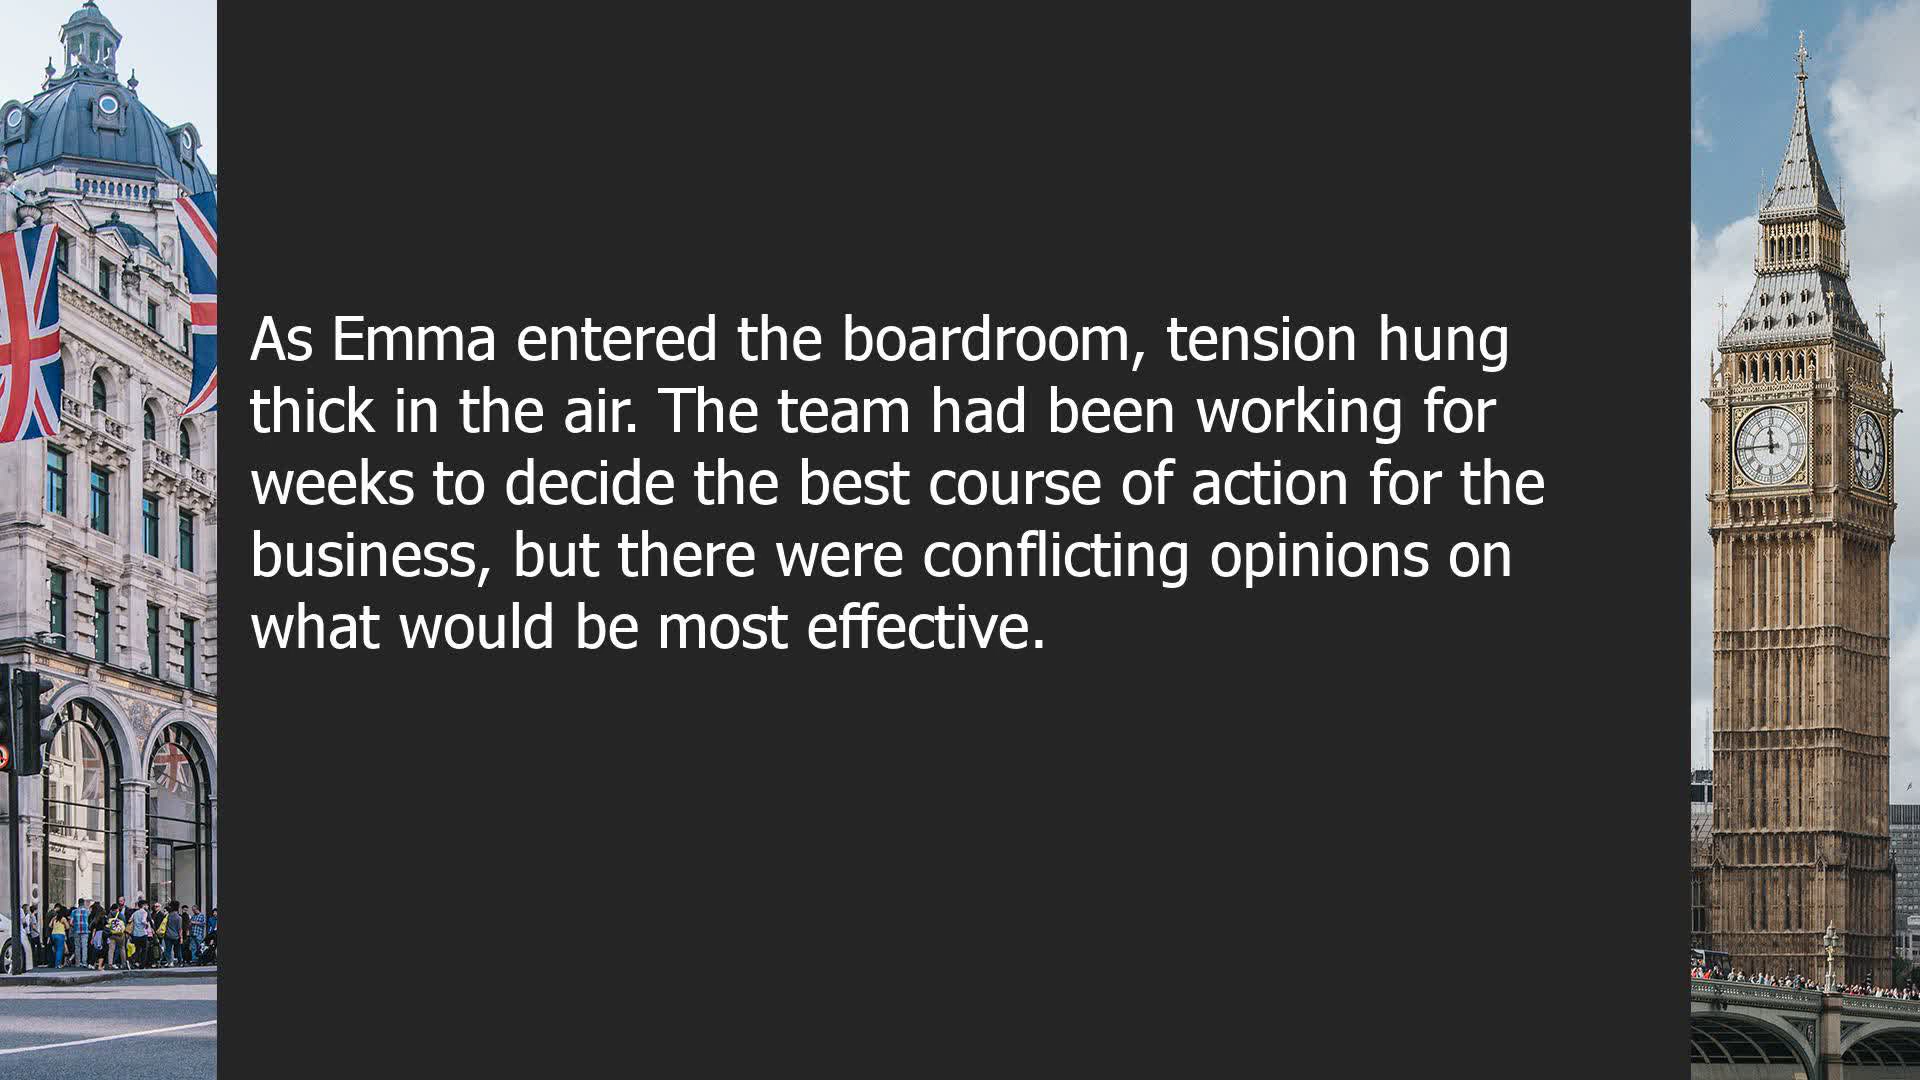 As Emma entered the boardroom, tension hung
thick in the air. The team had been working for
weeks to decide the best course of action for the
business, but there were conflicting opinions on
what would be most effective.